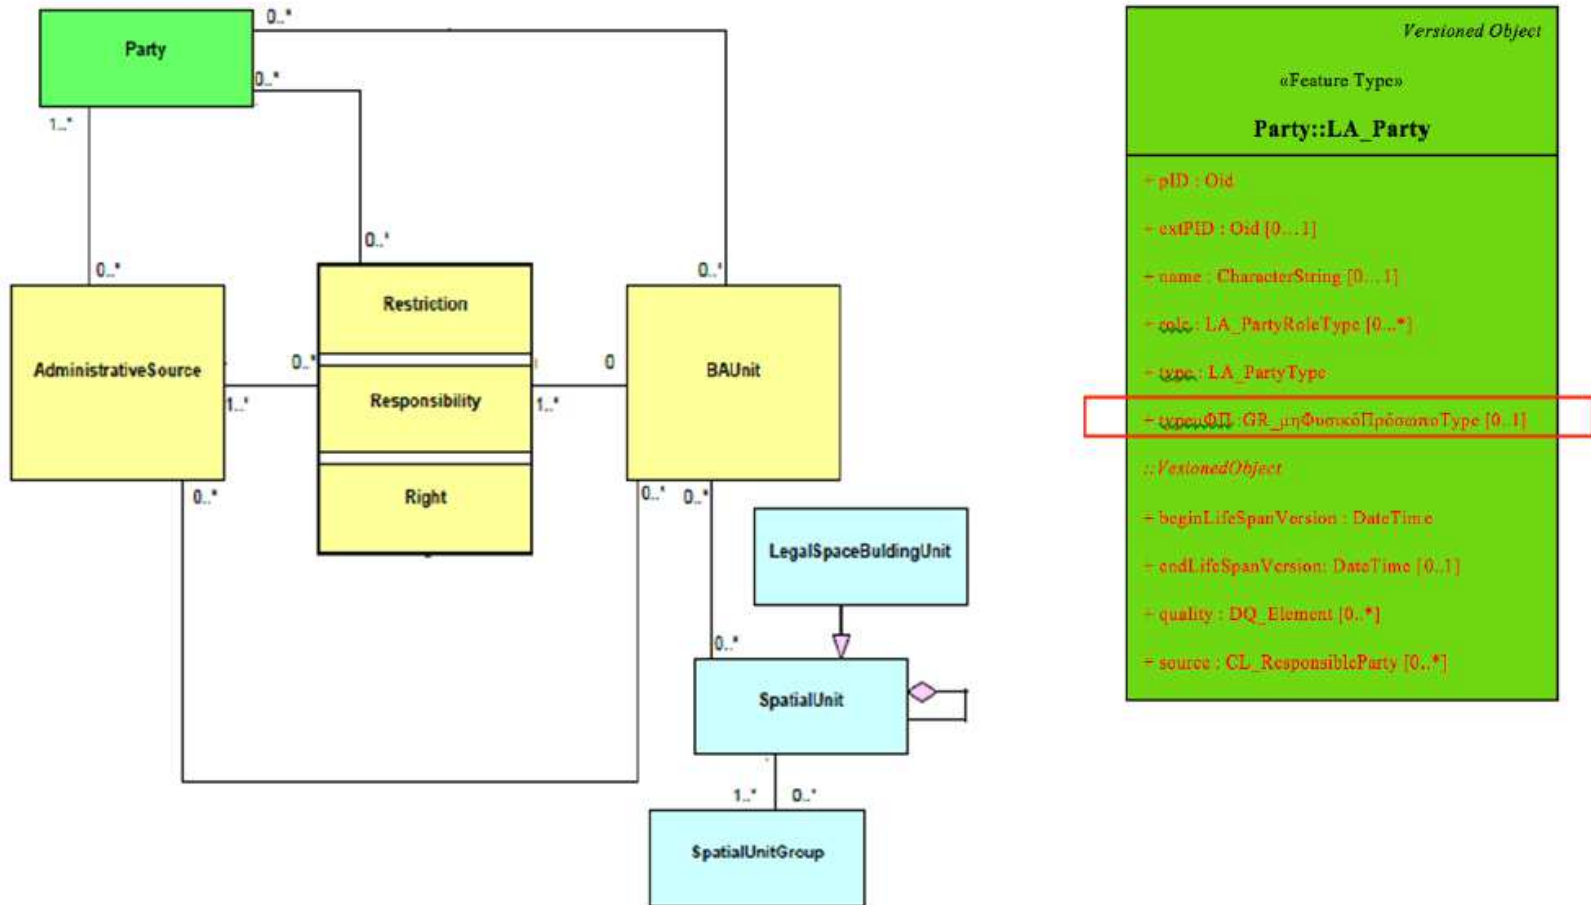 Party
0..*
0..*
1..*
0..*
0..*
0..*
AdministrativeSource
0..*
1..*
Restriction
Responsibility
Right
0
1..*
BAUnit
0..*
0..*
0..*
LegalSpaceBuldingUnit
0..*
SpatialUnit
1..*
0..*
SpatialUnitGroup
Versioned Object
«Feature Type»
Party::LA_Party
+ pID : Oid
+ extPID : Oid [0...1]
+ name : CharacterString [0...1]
+ role : LA_PartyRoleType [0...*]
+ type : LA_PartyType
+ typeμΦΠ :GR_μηΦυσικόΠρόσωποType [0..1]
::VesionedObject
+ beginLifeSpanVersion : DateTime
+ endLifeSpanVersion: DateTime [0..1]
+ quality : DQ_Element [0..*]
+ source : CL_ResponsibleParty [0..*]